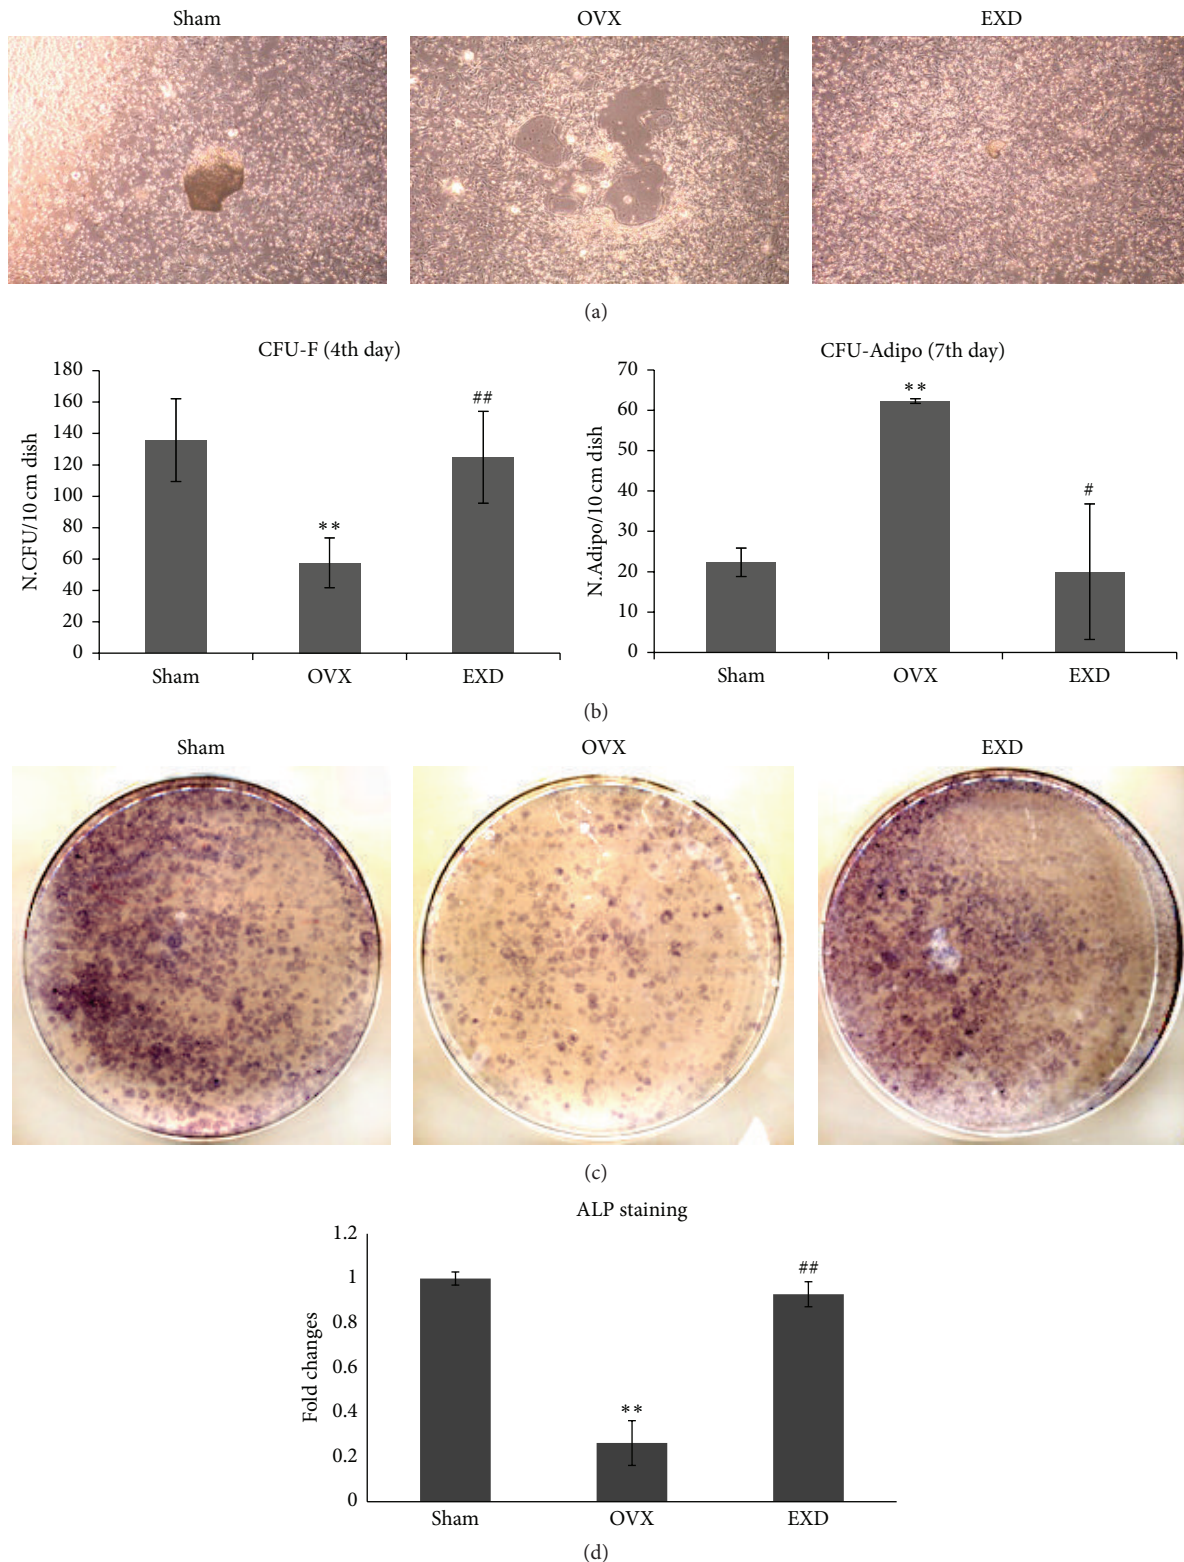 Sham OVX EXD
(a)
CFU-F (4th day)
N.CFU/10 cm dish
180
160
140
120
100
80
60
40
20
0
**
##
Sham OVX EXD
CFU-Adipo (7th day)
N.Adipo/10 cm dish
70
60
50
40
30
20
10
0
**
#
Sham OVX EXD
(b)
Sham OVX EXD
(c)
ALP staining
Fold changes
1.2
1
0.8
0.6
0.4
0.2
0
**
##
Sham OVX EXD
(d)